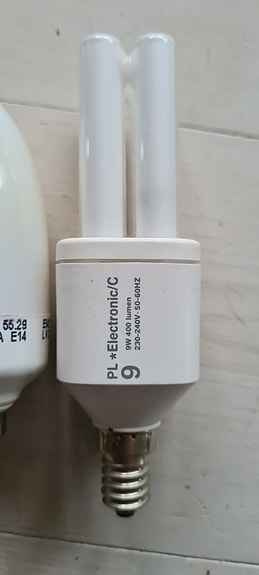 PL*Electronic/C
9W 400 lumen
9
230-240V· 50-60HZ
55.29
E14